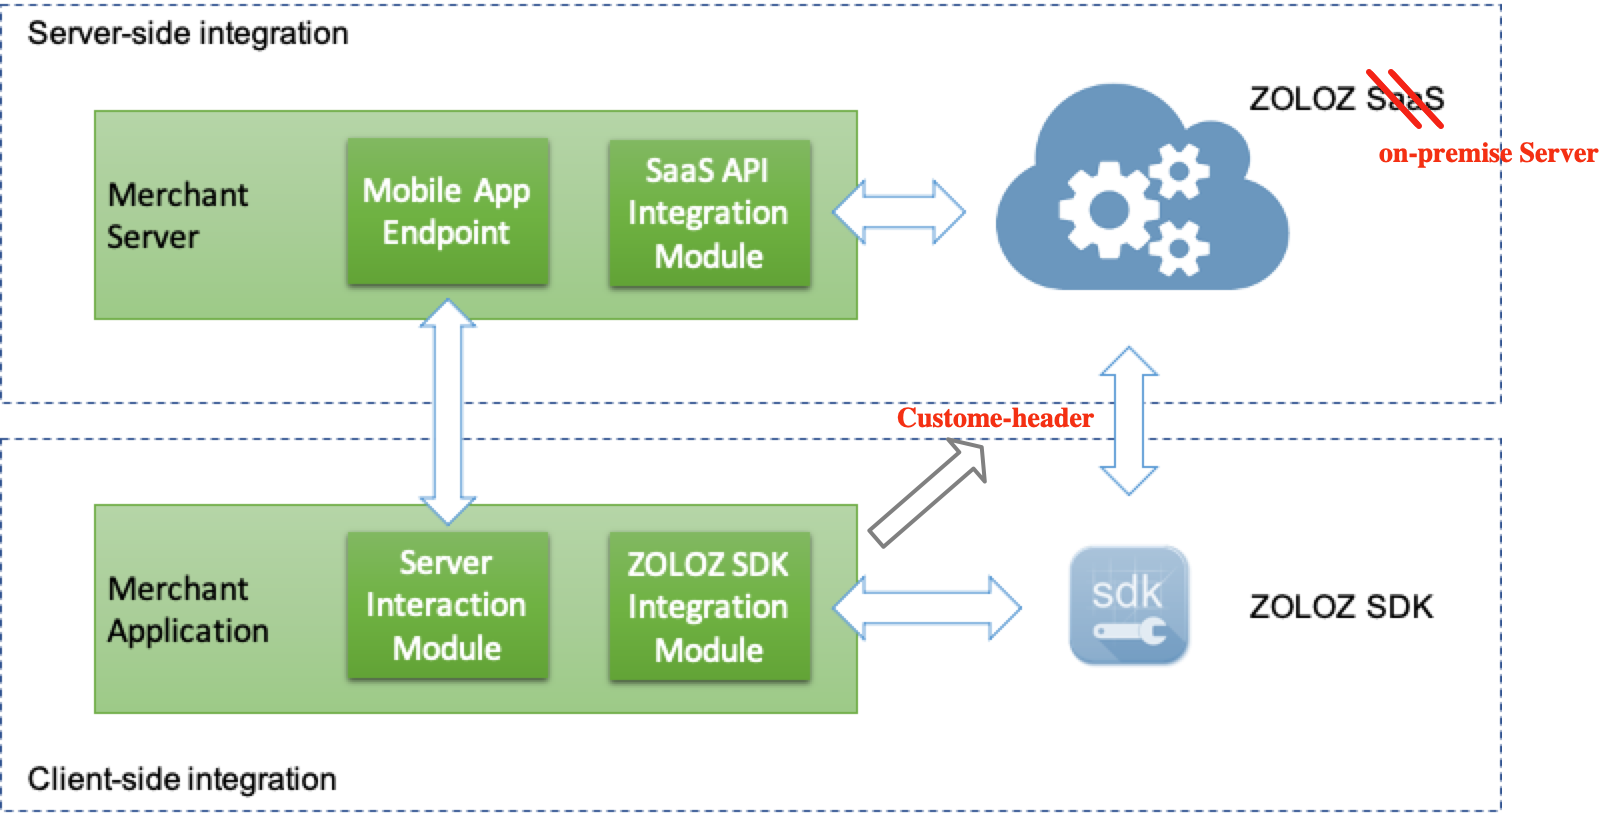 Server-side integration
ZOLOZ SaaS
on-premise Server
Merchant
Server
Mobile App
Endpoint
SaaS API
Integration
Module
Custome-header
Merchant
Application
Server
Interaction
Module
ZOLOZ SDK
Integration
Module
sdk
ZOLOZ SDK
Client-side integration